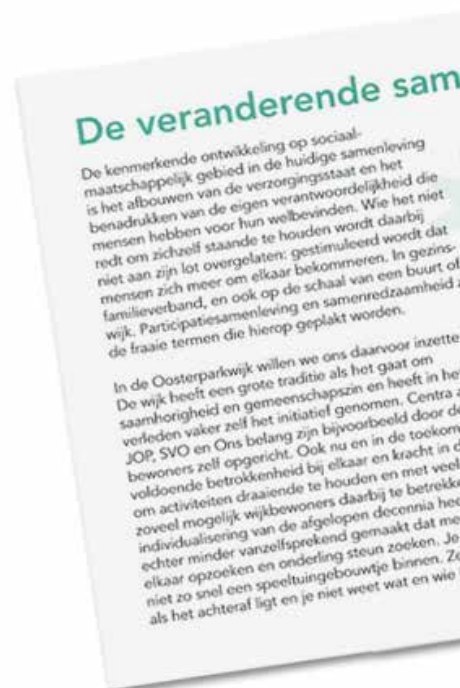 De veranderende sam
De kenmerkende ontwikkeling op sociaal-
maatschappelijk gebied in de huidige samenleving
is het afbouwen van de verzorgingsstaat en het
benadrukken van de eigen verantwoordelijkheid die
mensen hebben voor hun welbevinden. Wie het niet
redt om zichzelf staande te houden wordt daarbij
niet aan zijn lot overgelaten: gestimuleerd wordt dat
mensen zich meer om elkaar bekommeren. In gezins-
familieverband, en ook op de schaal van een buurt of
wijk. Participatiesamenleving en samenredzaamheid z
de fraaie termen die hierop geplakt worden.
In de Oosterparkwijk willen we ons daarvoor inzette
De wijk heeft een grote traditie als het gaat om
saamhorigheid en gemeenschapszin en heeft in het
verleden vaker zelf het initiatief genomen. Centra a
JOP, SVO en Ons belang zijn bijvoorbeeld door de
bewoners zelf opgericht. Ook nu en in de toekom
voldoende betrokkenheid bij elkaar en kracht in d
om activiteiten draaiende te houden en met veel
zoveel mogelijk wijkbewoners daarbij te betrekke
individualisering van de afgelopen decennia hee
echter minder vanzelfsprekend gemaakt dat me
elkaar opzoeken en onderling steun zoeken. Je
niet zo snel een speeltuingebouwtje binnen. Ze
als het achteraf ligt en je niet weet wat en wie